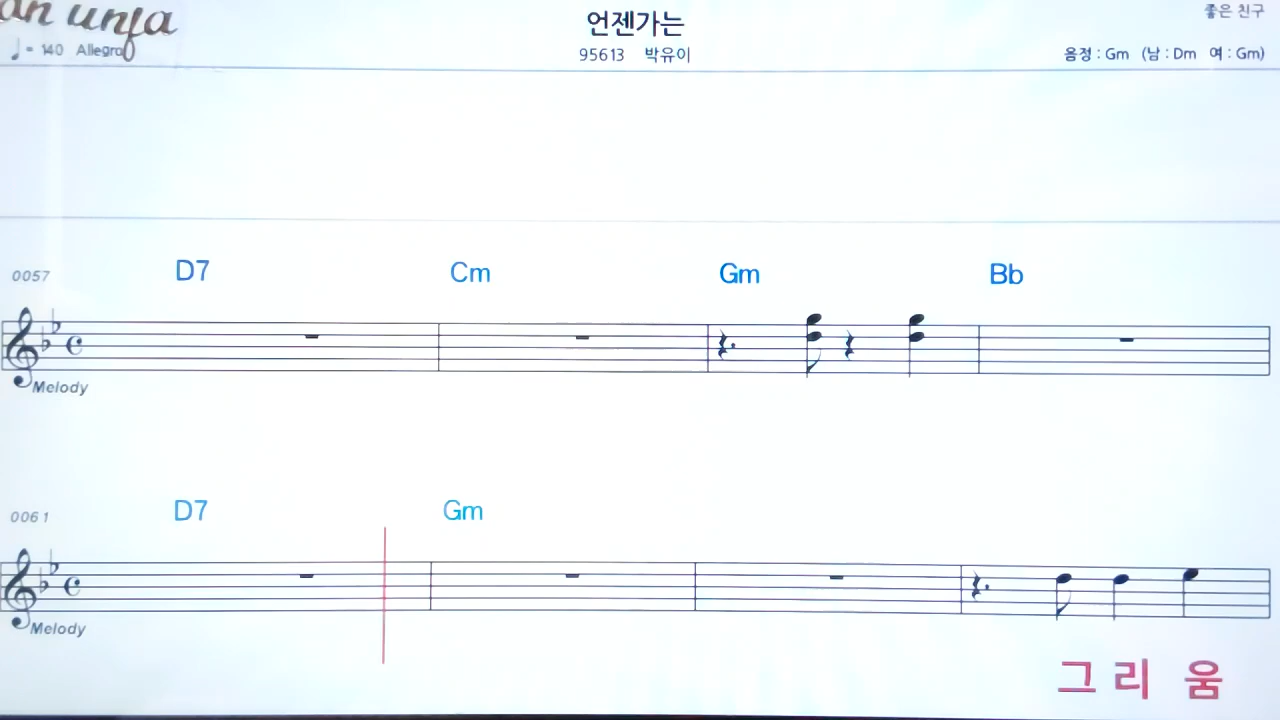 언젠가는
좋은 친구
♩= 140 Allegro
95613 박유이
음정 : Gm (남 : Dm 여 : Gm)
0057 D7 Cm Gm Bb
Melody
0061 D7 Gm
Melody
그 리 움